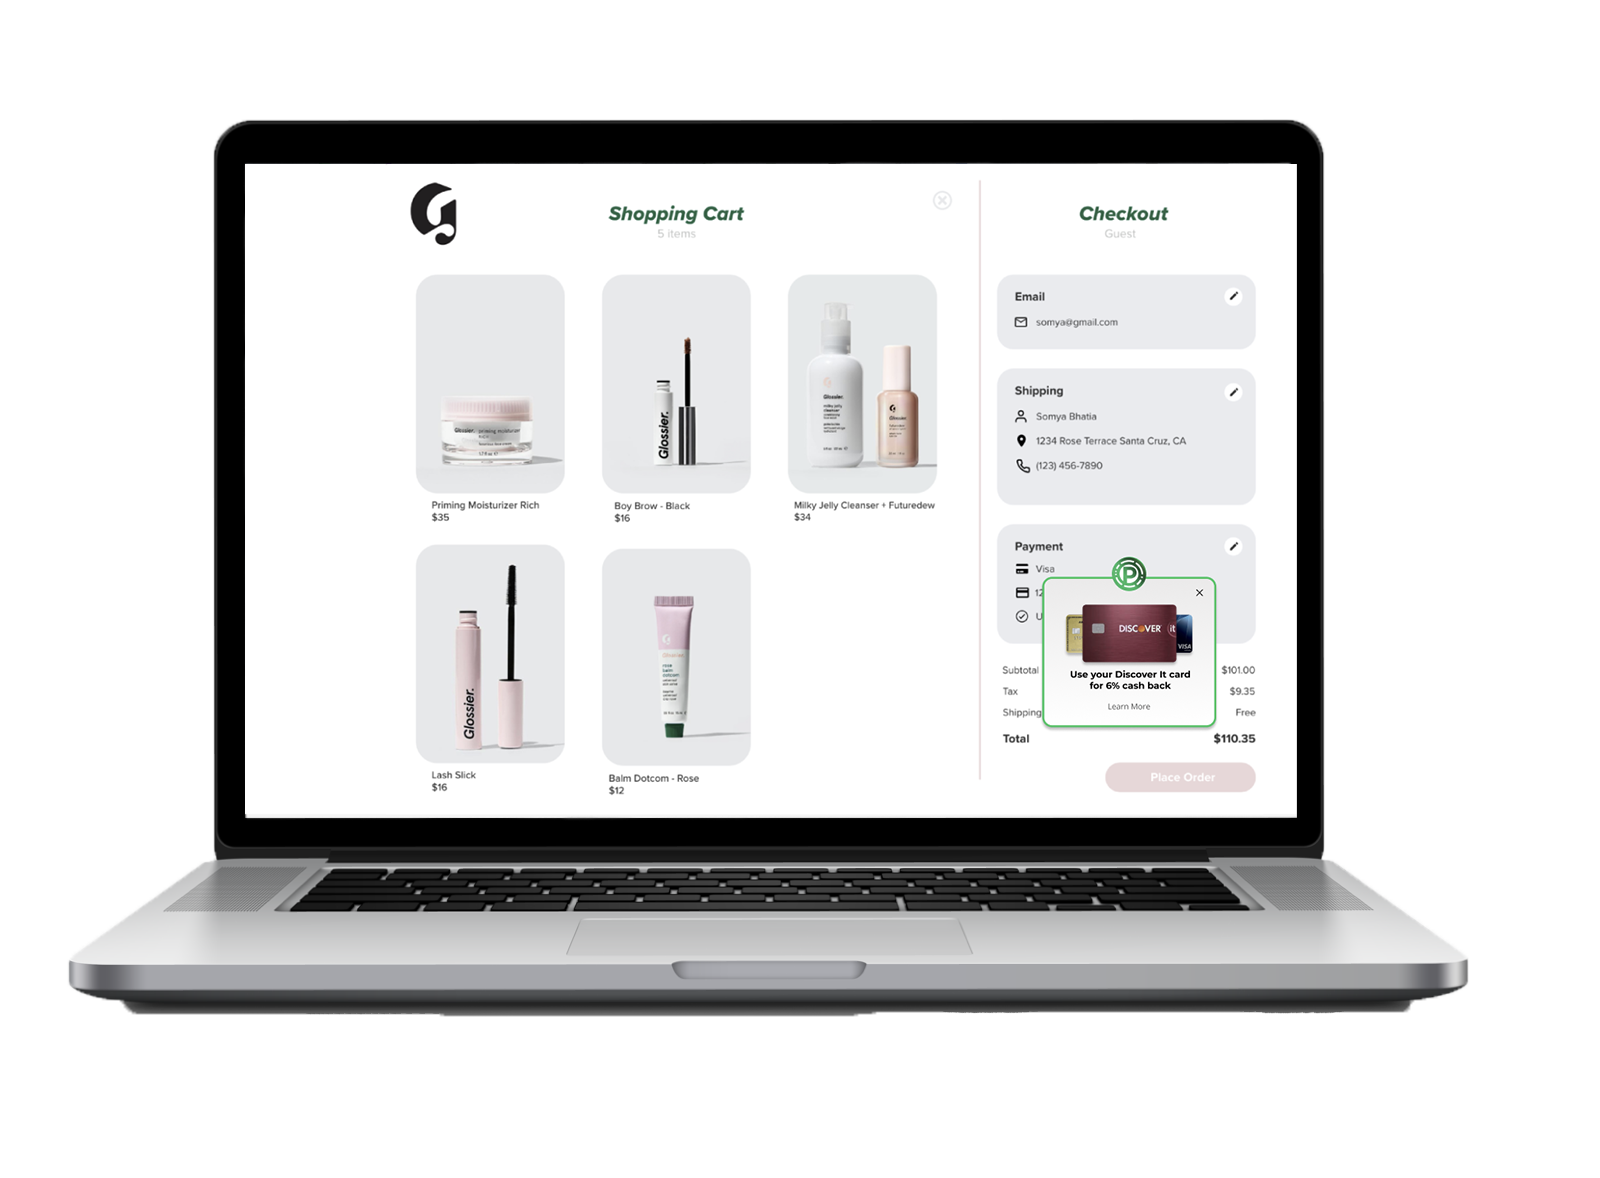 Shopping Cart
5 items
Glossier.
priming moisturizer
Priming Moisturizer Rich
$35
Glossier.
Boy Brow - Black
$16
Glossier.
milky jelly
cleanser
Glossier.
Milky Jelly Cleanser + Futuredew
$34
Glossier.
Lash Slick
$16
Glossier.
rose
balm
dotcom
Balm Dotcom - Rose
$12
Checkout
Guest
Email
somya@gmail.com
Shipping
Somya Bhatia
1234 Rose Terrace Santa Cruz, CA
(123) 456-7890
Payment
Visa
12
U
P
DISCOVER it
VISA
Use your Discover It card
for 6% cash back
Learn More
Subtotal $101.00
Tax $9.35
Shipping Free
Total $110.35
Place Order